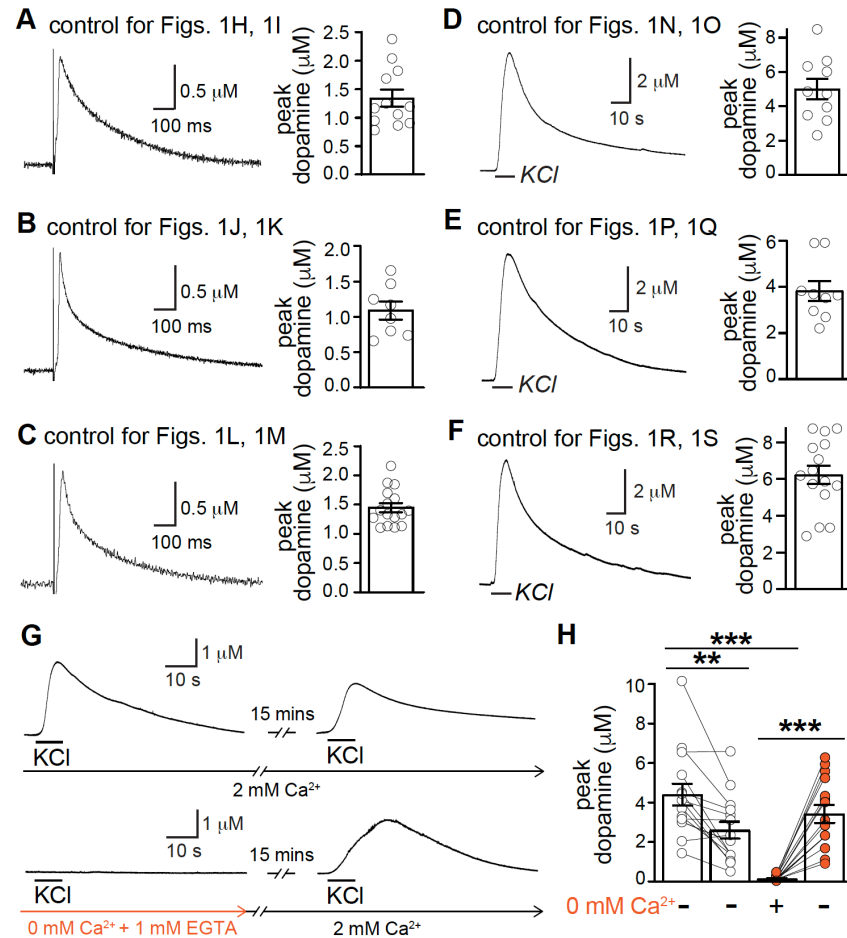 A control for Figs. 1H, 1I
0.5 μM
100 ms
peak
dopamine (μM)
2.5
2.0
1.5
1.0
0.5
0.0
D control for Figs. 1N, 1O
2 μM
10 s
KCl
peak
dopamine (μM)
8
6
4
2
0
B control for Figs. 1J, 1K
0.5 μM
100 ms
peak
dopamine (μM)
2.0
1.5
1.0
0.5
0.0
E control for Figs. 1P, 1Q
2 μM
10 s
KCl
peak
dopamine (μM)
6
4
2
0
C control for Figs. 1L, 1M
0.5 μM
100 ms
peak
dopamine (μM)
2.5
2.0
1.5
1.0
0.5
0.0
F control for Figs. 1R, 1S
2 μM
10 s
KCl
peak
dopamine (μM)
8
6
4
2
0
G
1 μM
10 s
KCl
15 mins
KCl
2 mM Ca²⁺
1 μM
10 s
KCl
15 mins
KCl
0 mM Ca²⁺ + 1 mM EGTA
2 mM Ca²⁺
H
***
**
***
peak
dopamine (μM)
10
8
6
4
2
0
0 mM Ca²⁺ - - + -